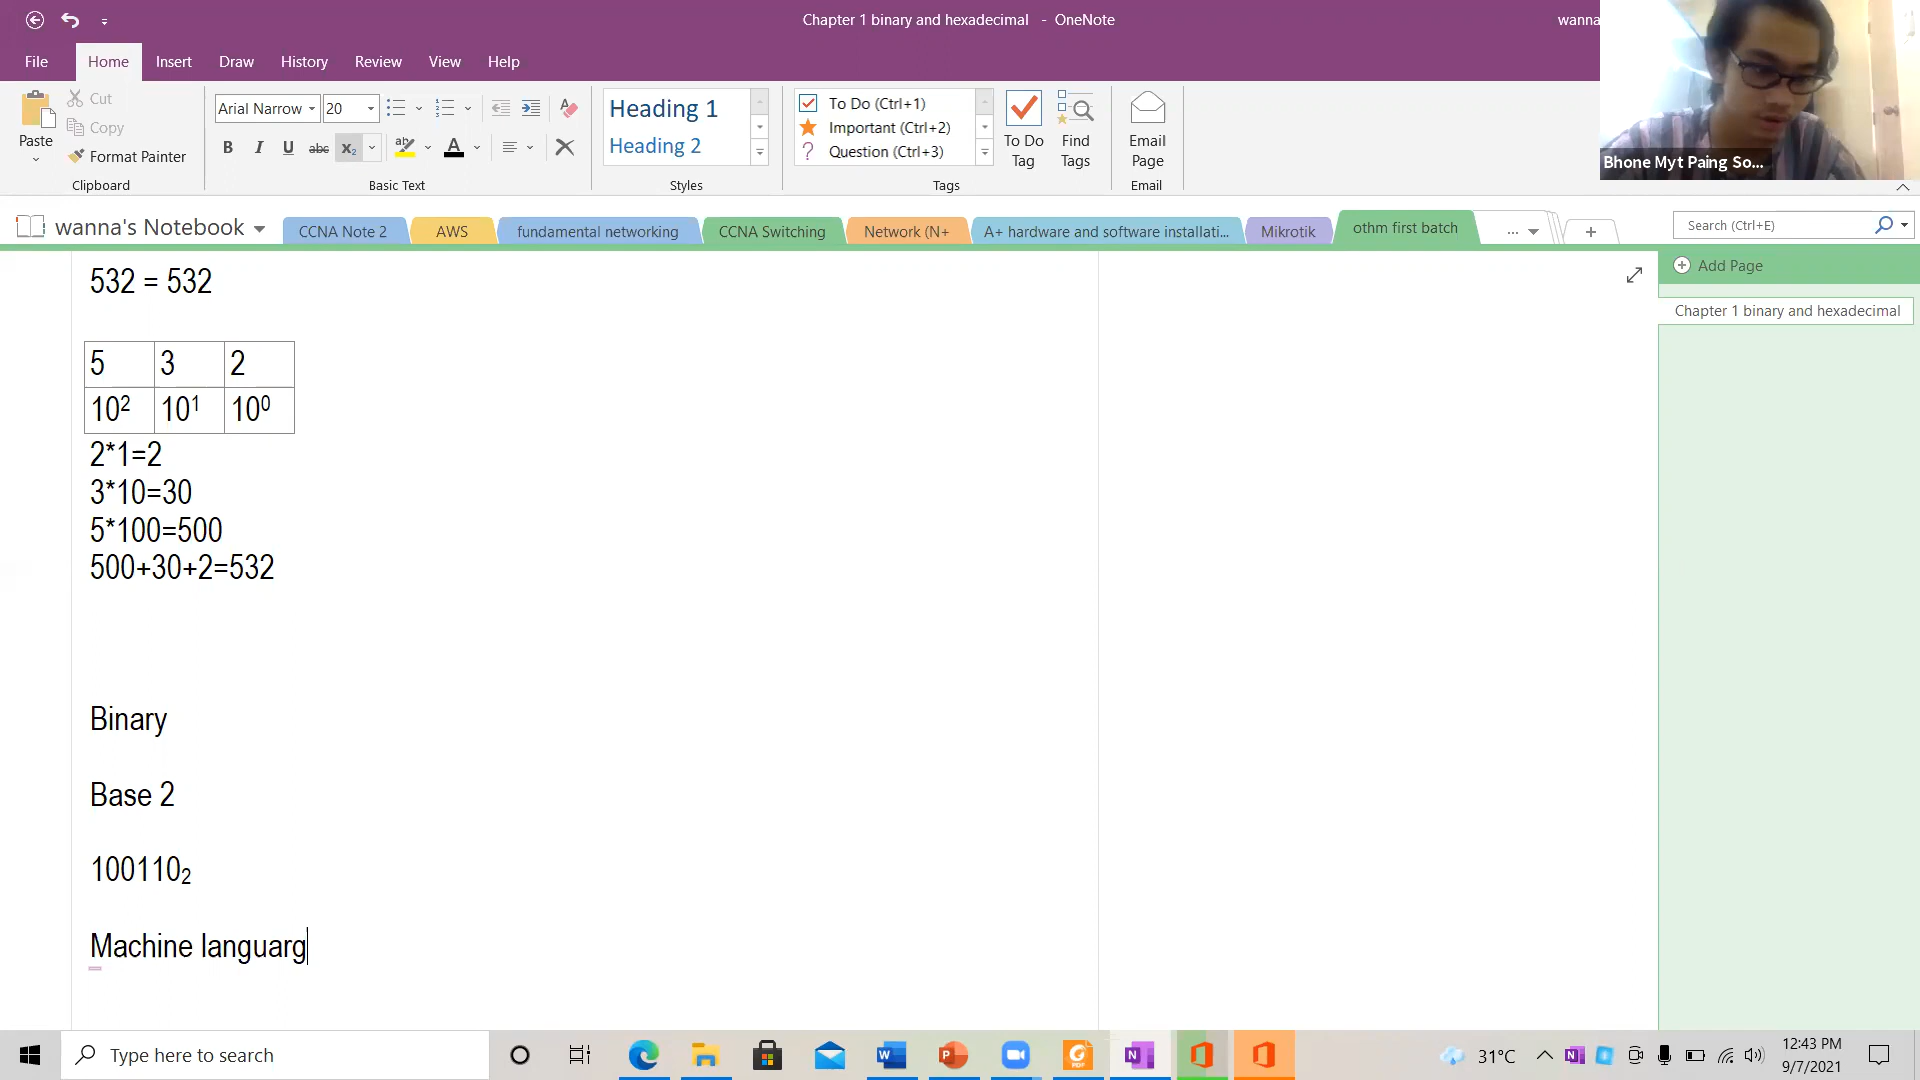 Chapter 1 binary and hexadecimal - OneNote
wanna
File Home Insert Draw History Review View Help
Paste
Cut
Copy
Format Painter
Clipboard
Arial Narrow 20
B I U abc X₂ A
Basic Text
Heading 1
Heading 2
Styles
To Do (Ctrl+1)
Important (Ctrl+2)
Question (Ctrl+3)
To Do Tag
Find Tags
Tags
Email Page
Email
Bhone Myt Paing So...
wanna's Notebook
CCNA Note 2
AWS
fundamental networking
CCNA Switching
Network (N+
A+ hardware and software installati...
Mikrotik
othm first batch
...
Search (Ctrl+E)
Add Page
Chapter 1 binary and hexadecimal
532 = 532
5 3 2
10² 10¹ 10⁰
2*1=2
3*10=30
5*100=500
500+30+2=532
Binary
Base 2
100110₂
Machine languarg
Type here to search
31°C
12:43 PM
9/7/2021